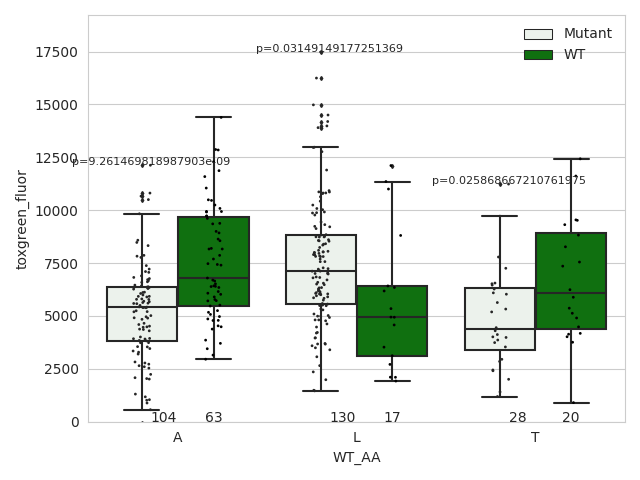 Mutant
WT
p=0.03149149177251369
p=9.261469818987903e-09
p=0.025868667210761975
17500
15000
12500
10000
7500
5000
2500
0
toxgreen_fluor
104 63 130 17 28 20
A L T
WT_AA